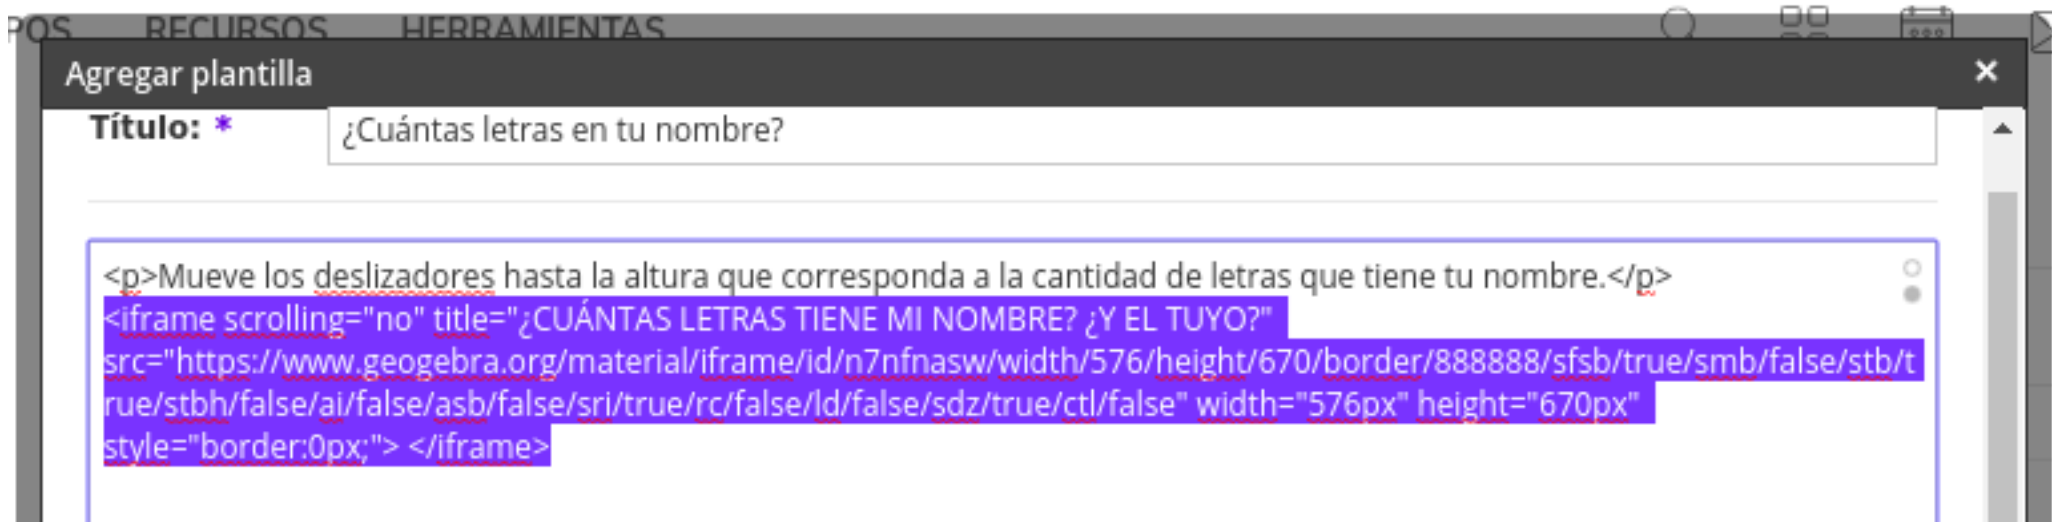 POS RECURSOS HERRAMIENTAS
Agregar plantilla ×
Título: * ¿Cuántas letras en tu nombre?
<p>Mueve los deslizadores hasta la altura que corresponda a la cantidad de letras que tiene tu nombre.</p>
<iframe scrolling="no" title="¿CUÁNTAS LETRAS TIENE MI NOMBRE? ¿Y EL TUYO?"
src="https://www.geogebra.org/material/iframe/id/n7nfnasw/width/576/height/670/border/888888/sfsb/true/smb/false/stb/t
rue/stbh/false/ai/false/asb/false/sri/true/rc/false/ld/false/sdz/true/ctl/false" width="576px" height="670px"
style="border:0px;"> </iframe>